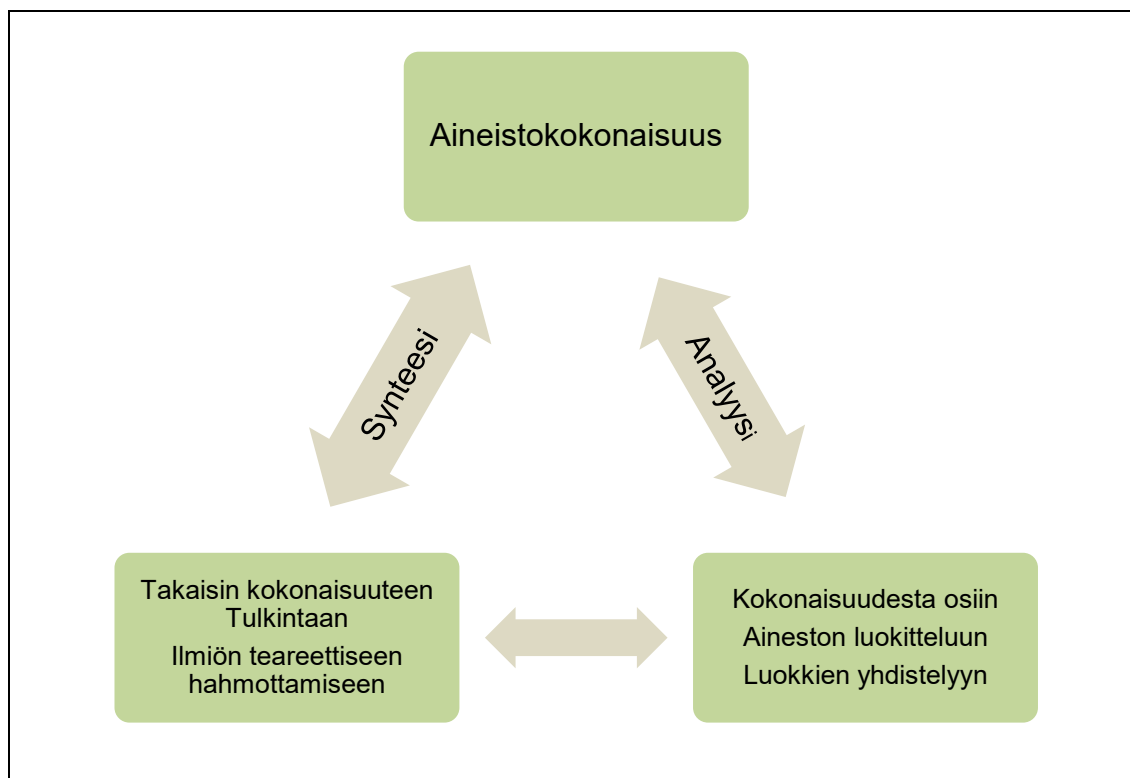 Aineistokokonaisuus
Synteesi
Analyysi
Takaisin kokonaisuuteen
Tulkintaan
Ilmiön teareettiseen
hahmottamiseen
Kokonaisuudesta osiin
Aineston luokitteluun
Luokkien yhdistelyyn